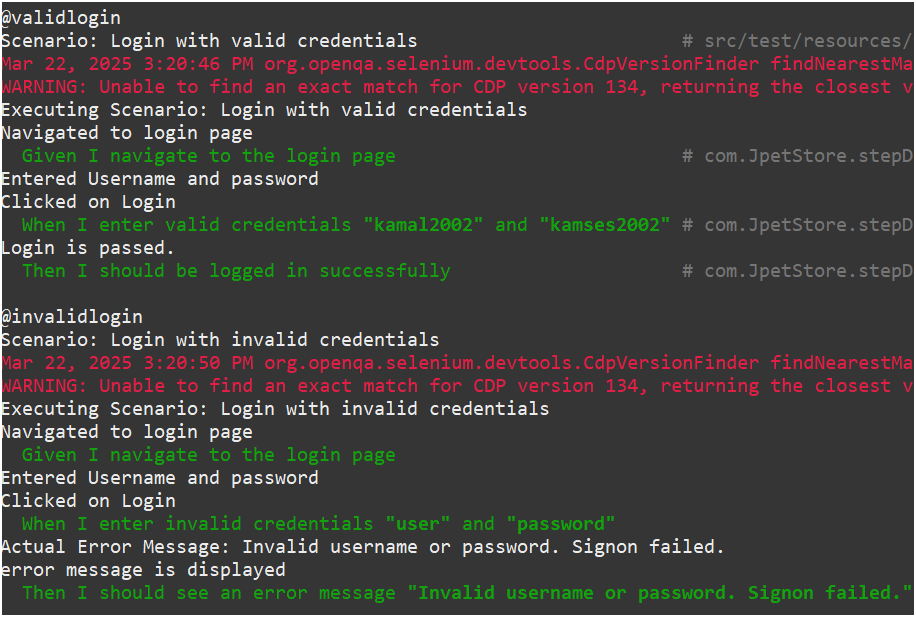 @validlogin
Scenario: Login with valid credentials # src/test/resources/
Mar 22, 2025 3:20:46 PM org.openqa.selenium.devtools.CdpVersionFinder findNearestMa
WARNING: Unable to find an exact match for CDP version 134, returning the closest v
Executing Scenario: Login with valid credentials
Navigated to login page
Given I navigate to the login page # com.JpetStore.stepD
Entered Username and password
Clicked on Login
When I enter valid credentials "kamal2002" and "kamses2002" # com.JpetStore.stepD
Login is passed.
Then I should be logged in successfully # com.JpetStore.stepD
@invalidlogin
Scenario: Login with invalid credentials
Mar 22, 2025 3:20:50 PM org.openqa.selenium.devtools.CdpVersionFinder findNearestMa
WARNING: Unable to find an exact match for CDP version 134, returning the closest v
Executing Scenario: Login with invalid credentials
Navigated to login page
Given I navigate to the login page
Entered Username and password
Clicked on Login
When I enter invalid credentials "user" and "password"
Actual Error Message: Invalid username or password. Signon failed.
error message is displayed
Then I should see an error message "Invalid username or password. Signon failed."